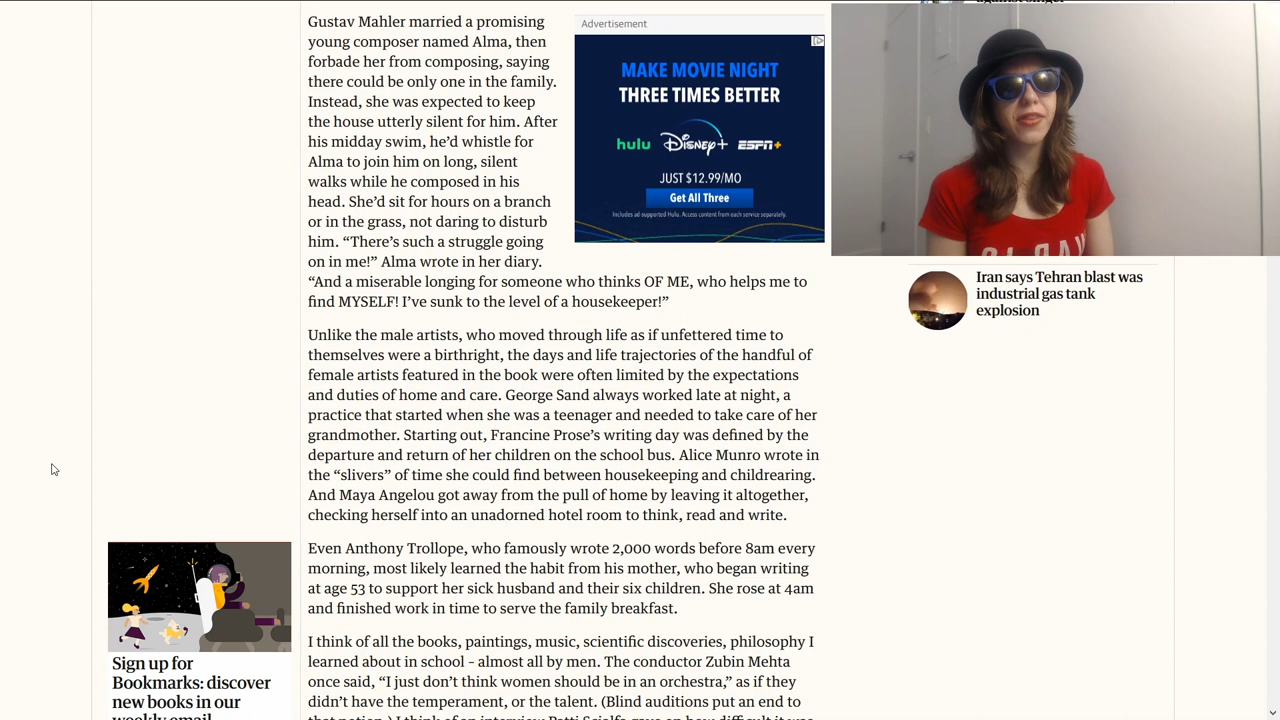 Gustav Mahler married a promising
young composer named Alma, then
forbade her from composing, saying
there could be only one in the family.
Instead, she was expected to keep
the house utterly silent for him. After
his midday swim, he’d whistle for
Alma to join him on long, silent
walks while he composed in his
head. She’d sit for hours on a branch
or in the grass, not daring to disturb
him. “There’s such a struggle going
on in me!” Alma wrote in her diary.
“And a miserable longing for someone who thinks OF ME, who helps me to
find MYSELF! I’ve sunk to the level of a housekeeper!”
Unlike the male artists, who moved through life as if unfettered time to
themselves were a birthright, the days and life trajectories of the handful of
female artists featured in the book were often limited by the expectations
and duties of home and care. George Sand always worked late at night, a
practice that started when she was a teenager and needed to take care of her
grandmother. Starting out, Francine Prose’s writing day was defined by the
departure and return of her children on the school bus. Alice Munro wrote in
the “slivers” of time she could find between housekeeping and childrearing.
And Maya Angelou got away from the pull of home by leaving it altogether,
checking herself into an unadorned hotel room to think, read and write.
Even Anthony Trollope, who famously wrote 2,000 words before 8am every
morning, most likely learned the habit from his mother, who began writing
at age 53 to support her sick husband and their six children. She rose at 4am
and finished work in time to serve the family breakfast.
I think of all the books, paintings, music, scientific discoveries, philosophy I
learned about in school – almost all by men. The conductor Zubin Mehta
once said, “I just don’t think women should be in an orchestra,” as if they
didn’t have the temperament, or the talent. (Blind auditions put an end to
Advertisement
MAKE MOVIE NIGHT
THREE TIMES BETTER
hulu Disney+ ESPN+
JUST $12.99/MO
Get All Three
Includes ad supported Hulu. Access content from each service separately.
Iran says Tehran blast was
industrial gas tank
explosion
Sign up for
Bookmarks: discover
new books in our
weekly email